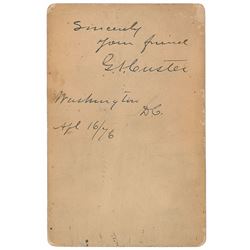 Sincerely
Your friend
G A Custer
Washington
D.C.
Apl 16/76